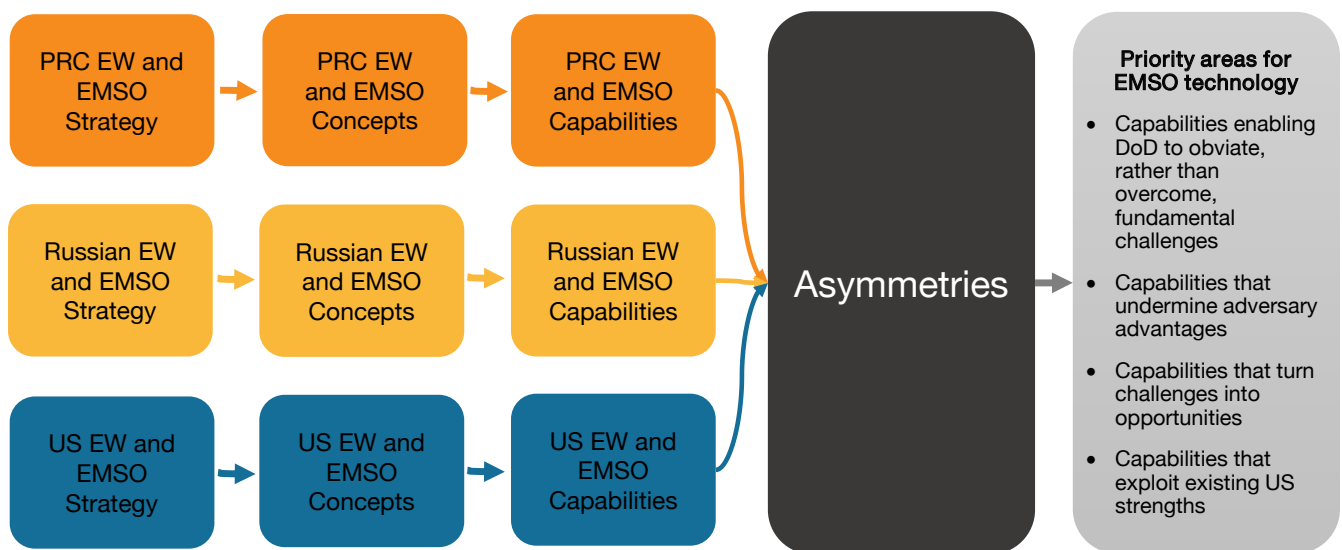 PRC EW and
EMSO
Strategy
PRC EW
and EMSO
Concepts
PRC EW
and EMSO
Capabilities
Russian EW
and EMSO
Strategy
Russian EW
and EMSO
Concepts
Russian EW
and EMSO
Capabilities
US EW and
EMSO
Strategy
US EW and
EMSO
Concepts
US EW and
EMSO
Capabilities
Asymmetries
Priority areas for
EMSO technology
• Capabilities enabling
DoD to obviate,
rather than
overcome,
fundamental
challenges
• Capabilities that
undermine adversary
advantages
• Capabilities that turn
challenges into
opportunities
• Capabilities that
exploit existing US
strengths